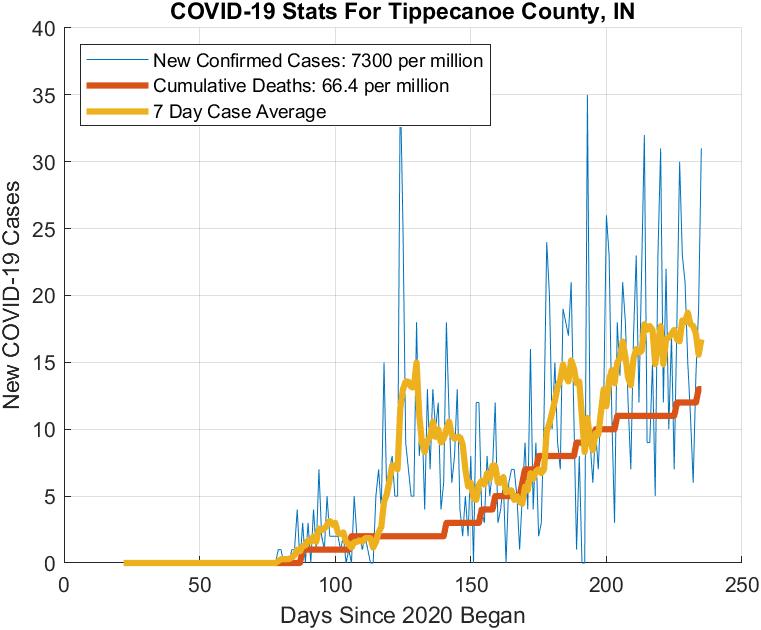 COVID-19 Stats For Tippecanoe County, IN
New Confirmed Cases: 7300 per million
Cumulative Deaths: 66.4 per million
7 Day Case Average
New COVID-19 Cases
40
35
30
25
20
15
10
5
0
0 50 100 150 200 250
Days Since 2020 Began